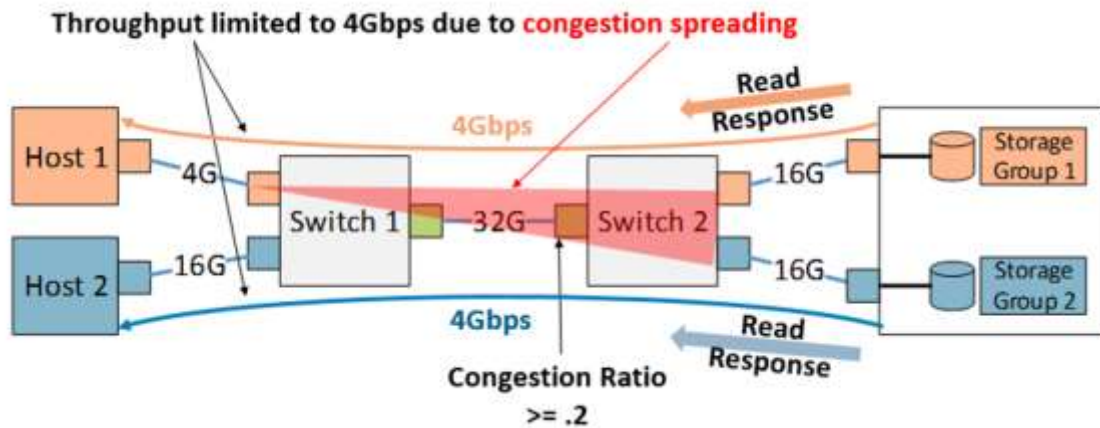 Throughput limited to 4Gbps due to congestion spreading
Read
Response
4Gbps
Host 1
4G
Switch 1
32G
Switch 2
16G
Storage
Group 1
Host 2
16G
16G
Storage
Group 2
4Gbps
Read
Response
Congestion Ratio
>= .2